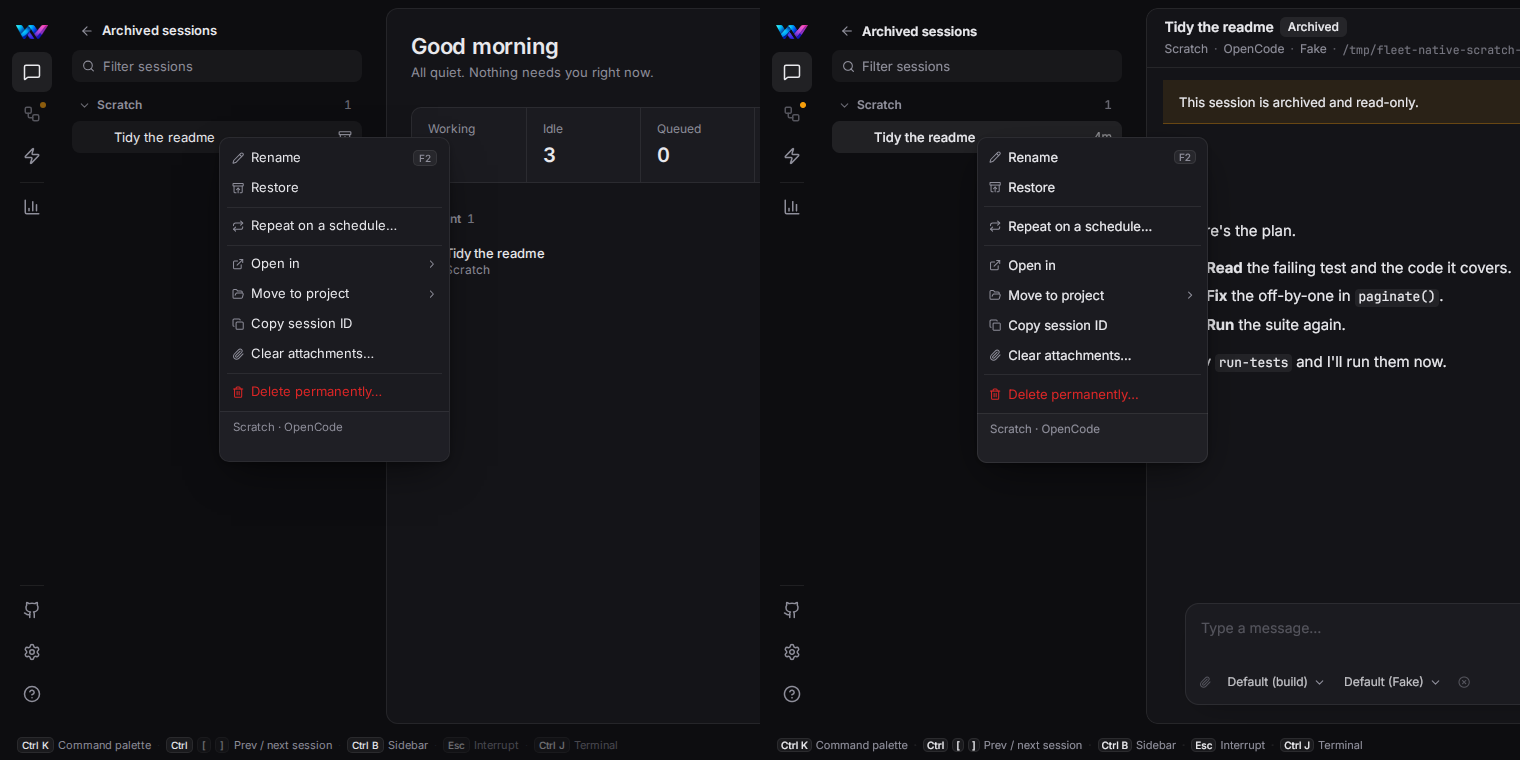 Archived sessions
Filter sessions
Scratch 1
Tidy the readme
Rename F2
Restore
Repeat on a schedule...
Open in
Move to project
Copy session ID
Clear attachments...
Delete permanently...
Scratch · OpenCode
Good morning
All quiet. Nothing needs you right now.
Working Idle Queued
3 0
nt 1
Tidy the readme
Scratch
Ctrl K Command palette Ctrl [ ] Prev / next session Ctrl B Sidebar Esc Interrupt Ctrl J Terminal
Archived sessions
Filter sessions
Scratch 1
Tidy the readme 4m
Rename F2
Restore
Repeat on a schedule...
Open in
Move to project
Copy session ID
Clear attachments...
Delete permanently...
Scratch · OpenCode
Tidy the readme Archived
Scratch · OpenCode · Fake · /tmp/fleet-native-scratch-
This session is archived and read-only.
re's the plan.
Read the failing test and the code it covers.
Fix the off-by-one in paginate().
Run the suite again.
run-tests and I'll run them now.
Type a message...
Default (build) Default (Fake)
Ctrl K Command palette · Ctrl [ ] Prev / next session · Ctrl B Sidebar · Esc Interrupt · Ctrl J Terminal